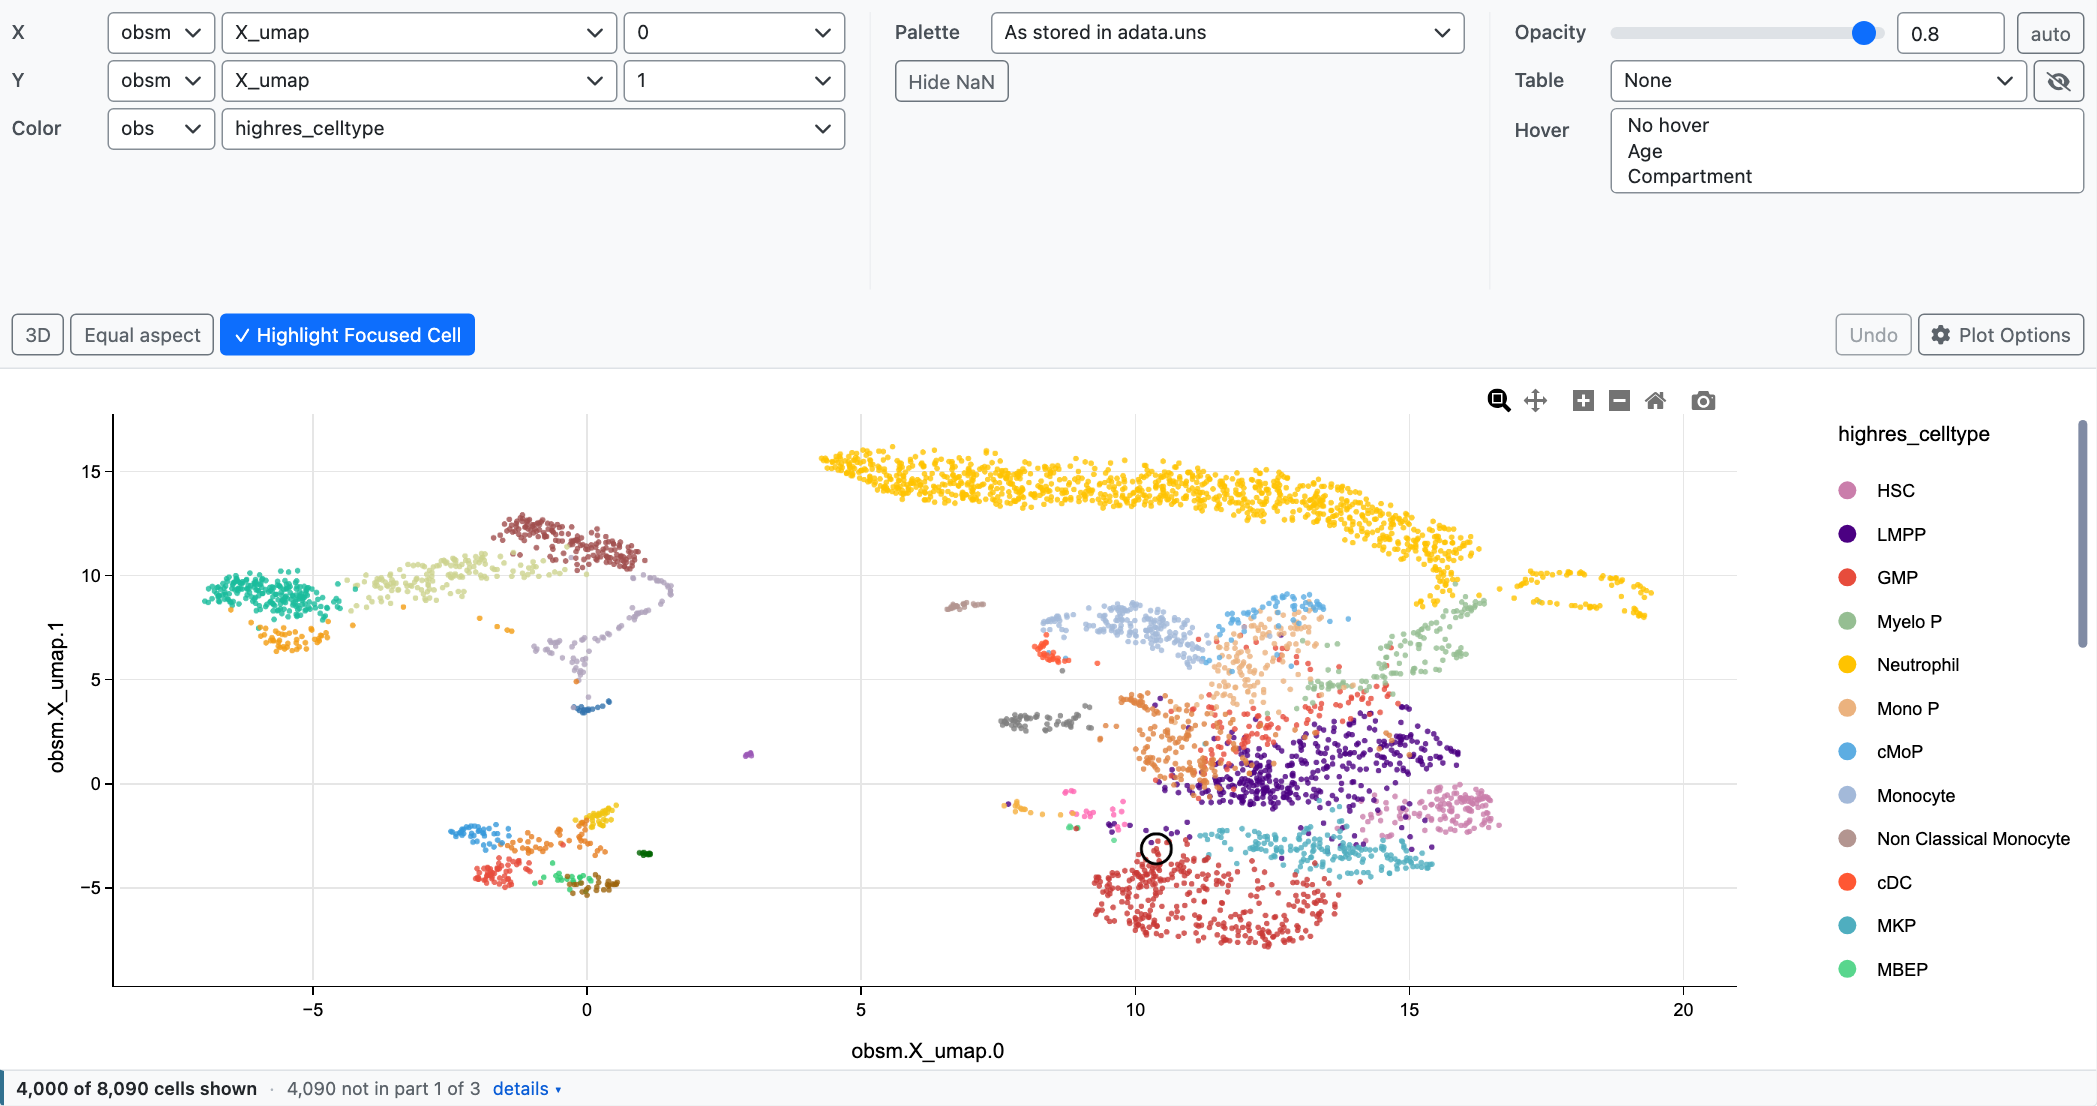 X obsm X_umap 0 Palette As stored in adata.uns Opacity 0.8 auto
Y obsm X_umap 1 Hide NaN Table None
Color obs highres_celltype Hover No hover
Age
Compartment
3D Equal aspect ✓ Highlight Focused Cell Undo Plot Options
highres_celltype
HSC
LMPP
GMP
Myelo P
Neutrophil
Mono P
cMoP
Monocyte
Non Classical Monocyte
cDC
MKP
MBEP
15
10
5
0
−5
obsm.X_umap.1
−5 0 5 10 15 20
obsm.X_umap.0
4,000 of 8,090 cells shown · 4,090 not in part 1 of 3 details ▾